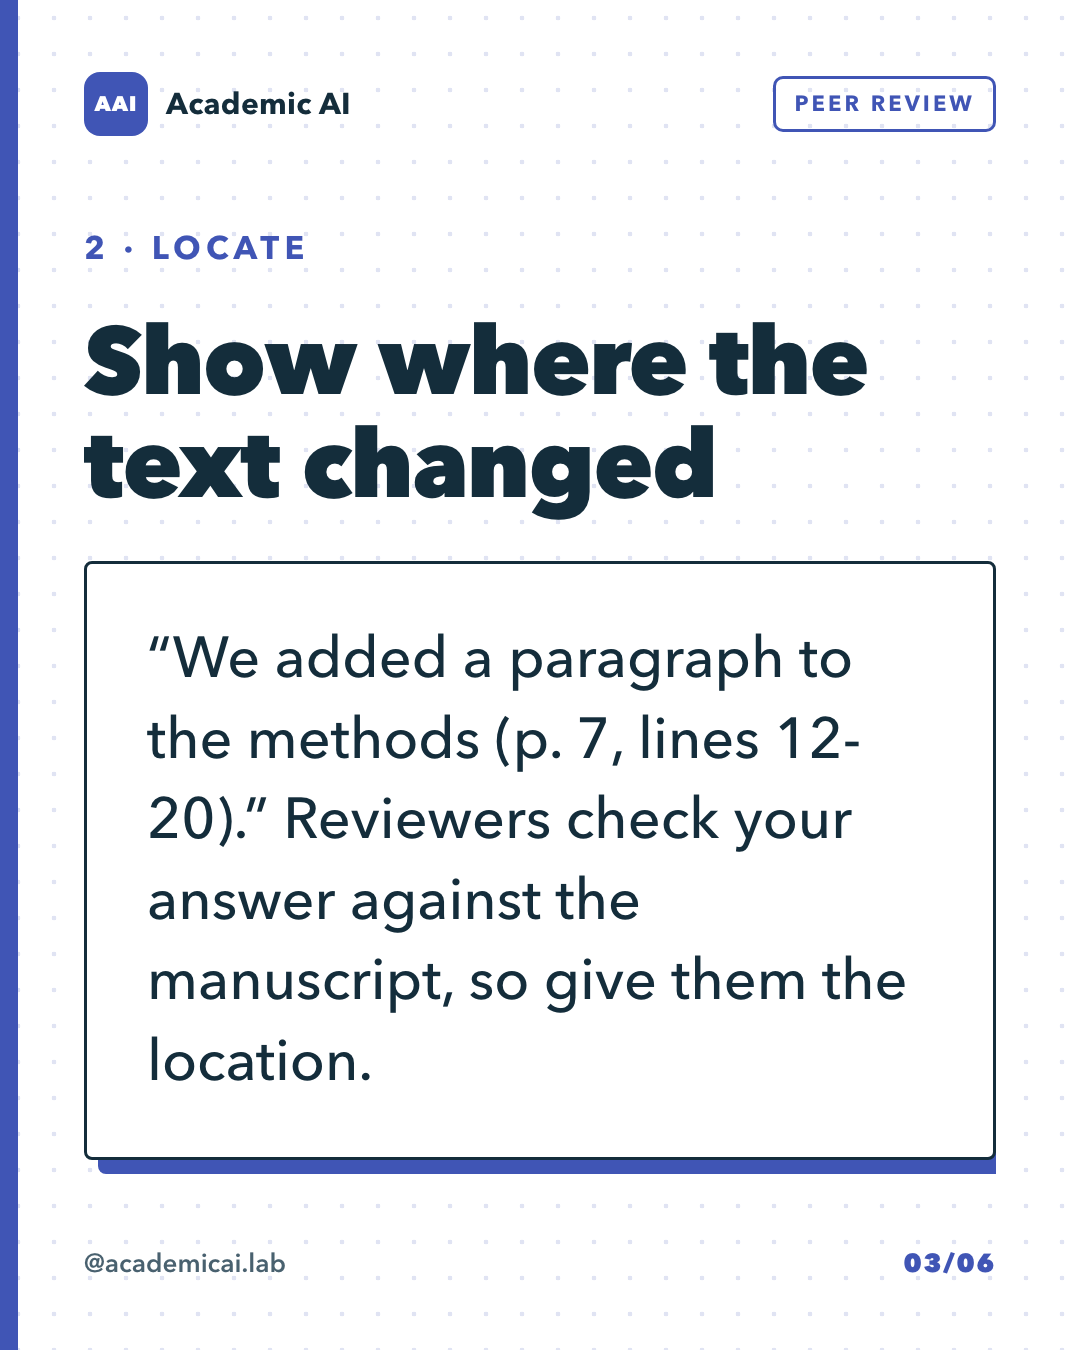 AAI
Academic AI
PEER REVIEW
2 · LOCATE
Show where the
text changed
“We added a paragraph to
the methods (p. 7, lines 12-
20).” Reviewers check your
answer against the
manuscript, so give them the
location.
@academicai.lab
03/06